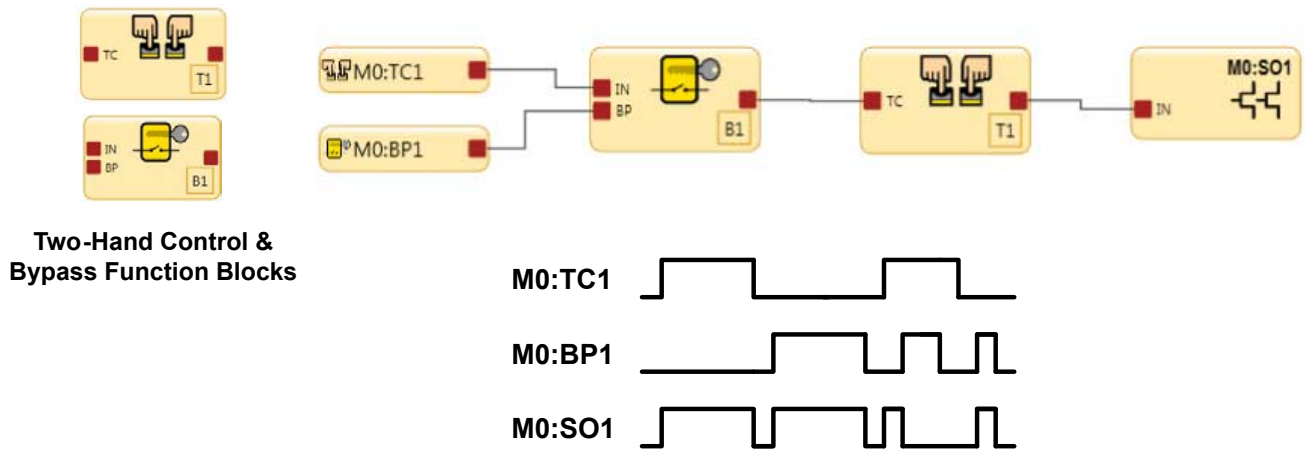 TC
T1
IN
BP
B1
Two-Hand Control &
Bypass Function Blocks
M0:TC1
M0:BP1
IN
BP
B1
TC
T1
M0:SO1
IN
M0:TC1
M0:BP1
M0:SO1